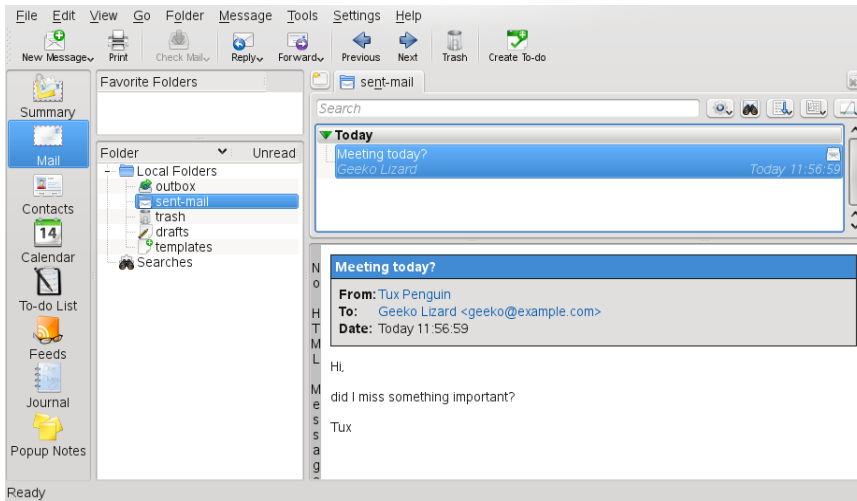 File Edit View Go Folder Message Tools Settings Help
New Message Print Check Mail Reply Forward Previous Next Trash Create To-do
Summary
Mail
Contacts
14
Calendar
To-do List
Feeds
Journal
Popup Notes
Favorite Folders
Folder Unread
Local Folders
outbox
sent-mail
trash
drafts
templates
Searches
sent-mail
Search
Today
Meeting today?
Geeko Lizard Today 11:56:59
No HTML Message
Meeting today?
From: Tux Penguin
To: Geeko Lizard <geeko@example.com>
Date: Today 11:56:59
Hi,
did I miss something important?
Tux
Ready